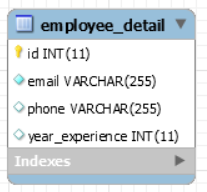 employee_detail
id INT(11)
email VARCHAR(255)
phone VARCHAR(255)
year_experience INT(11)
Indexes